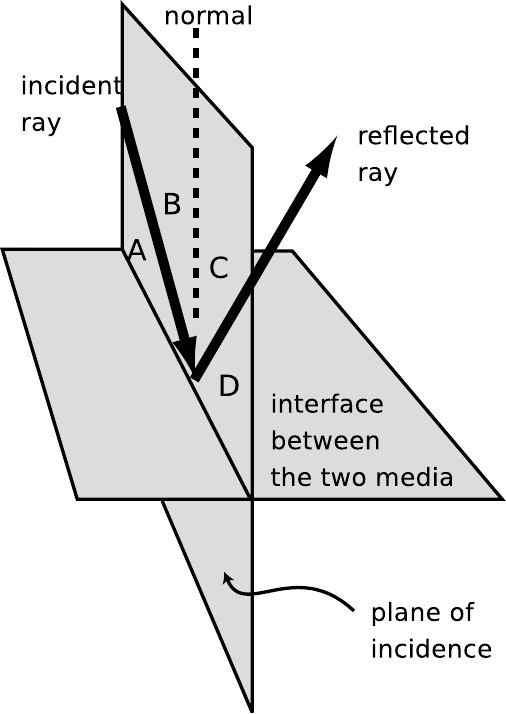 normal
incident
ray
reflected
ray
B
A
C
D
interface
between
the two media
plane of
incidence